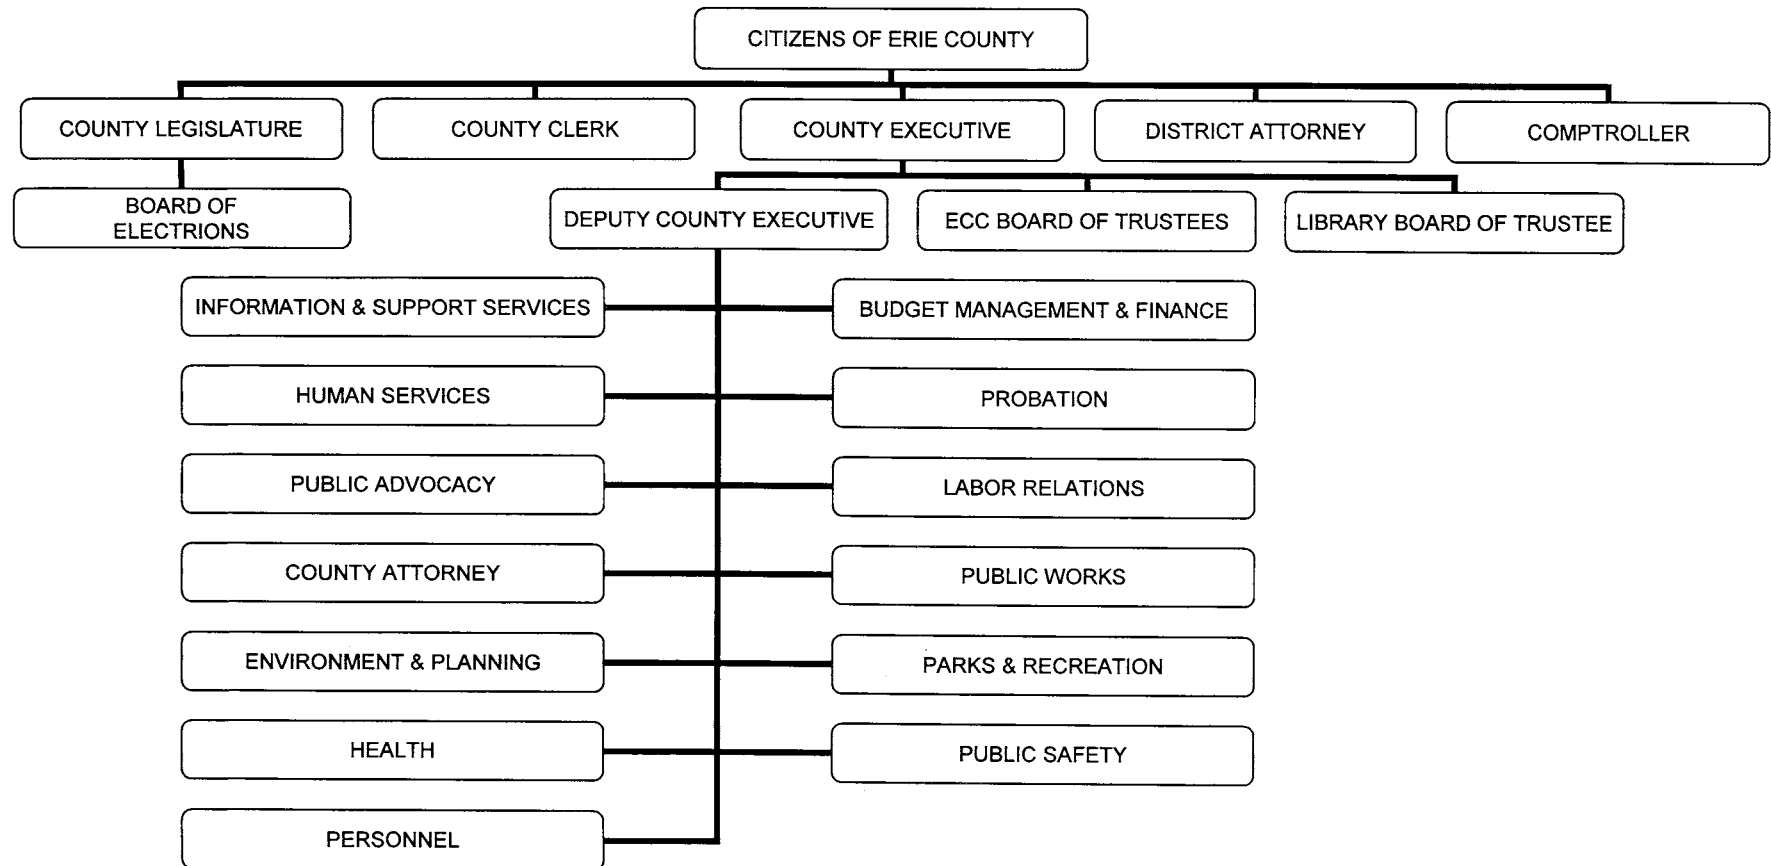 CITIZENS OF ERIE COUNTY
COUNTY LEGISLATURE
COUNTY CLERK
COUNTY EXECUTIVE
DISTRICT ATTORNEY
COMPTROLLER
BOARD OF
ELECTRIONS
DEPUTY COUNTY EXECUTIVE
ECC BOARD OF TRUSTEES
LIBRARY BOARD OF TRUSTEE
INFORMATION & SUPPORT SERVICES
BUDGET MANAGEMENT & FINANCE
HUMAN SERVICES
PROBATION
PUBLIC ADVOCACY
LABOR RELATIONS
COUNTY ATTORNEY
PUBLIC WORKS
ENVIRONMENT & PLANNING
PARKS & RECREATION
HEALTH
PUBLIC SAFETY
PERSONNEL